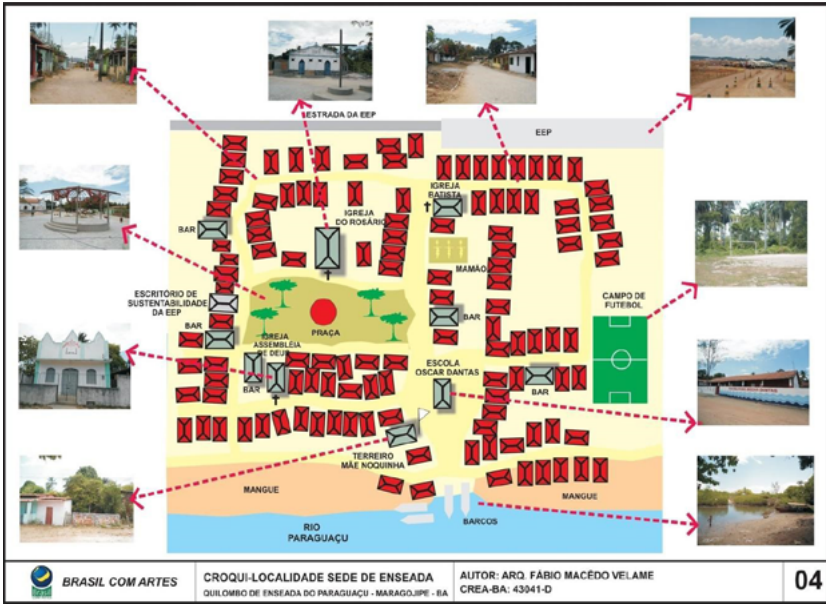 ESTRADA DA EEP
EEP
IGREJA
BATISTA
IGREJA
DO ROSÁRIO
BAR
MAMÃO
ESCRITÓRIO DE
SUSTENTABILIDADE
DA EEP
CAMPO DE
FUTEBOL
BAR
PRAÇA
BAR
IGREJA
ASSEMBLEIA
DE DEUS
ESCOLA
OSCAR DANTAS
BAR
BAR
TERREIRO
MÃE NOQUINHA
MANGUE
MANGUE
BARCOS
RIO
PARAGUAÇU
BRASIL COM ARTES
CROQUI-LOCALIDADE SEDE DE ENSEADA
QUILOMBO DE ENSEADA DO PARAGUAÇU - MARAGOJIPE - BA
AUTOR: ARQ. FÁBIO MACÊDO VELAME
CREA-BA: 43041-D
04